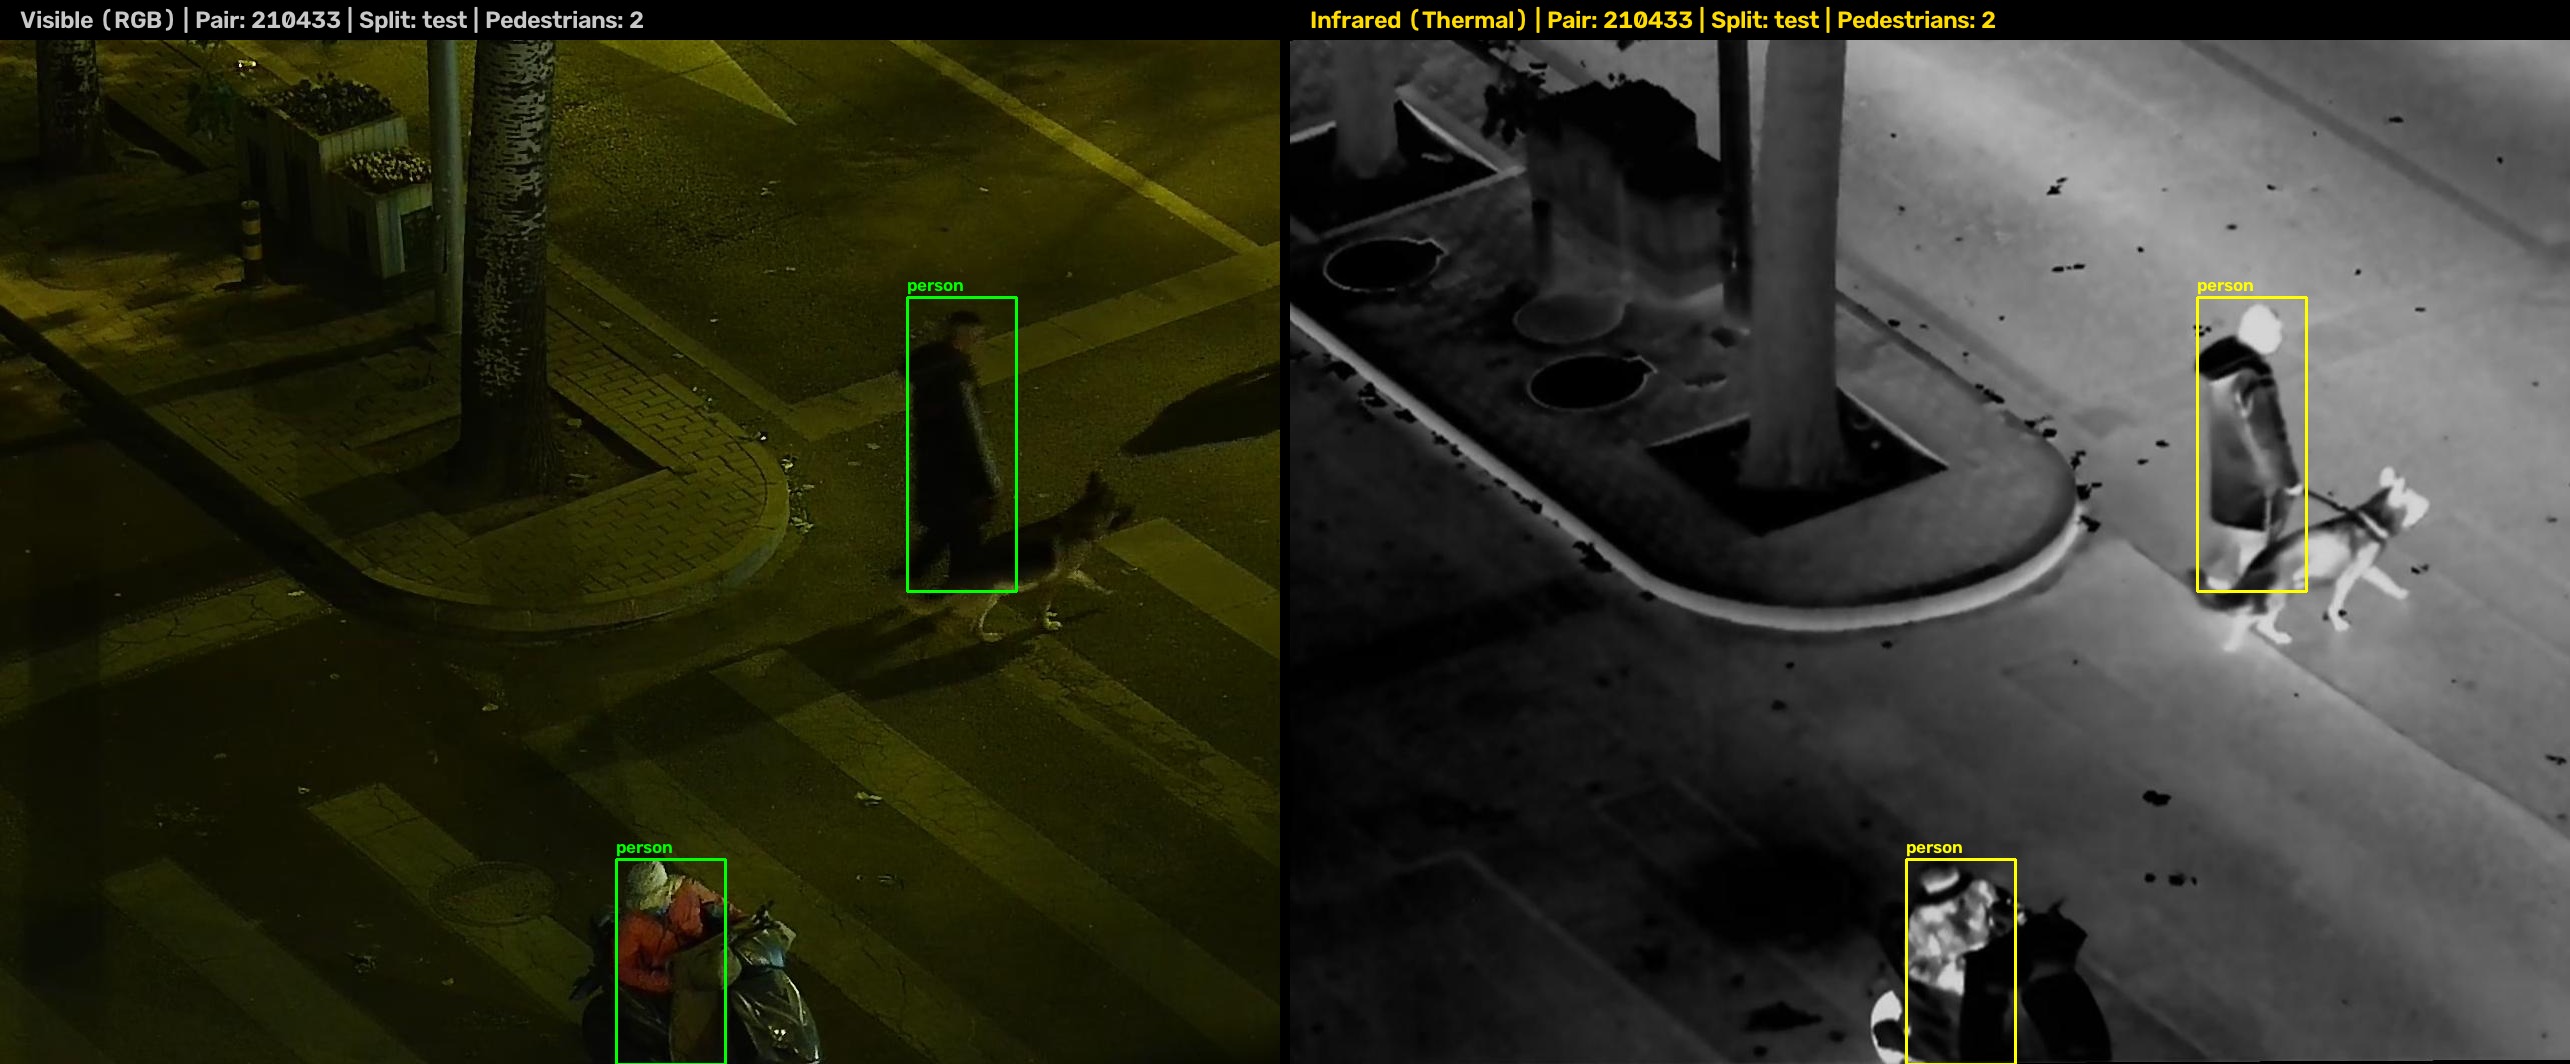 Visible (RGB) | Pair: 210433 | Split: test | Pedestrians: 2
Infrared (Thermal) | Pair: 210433 | Split: test | Pedestrians: 2
person
person
person
person